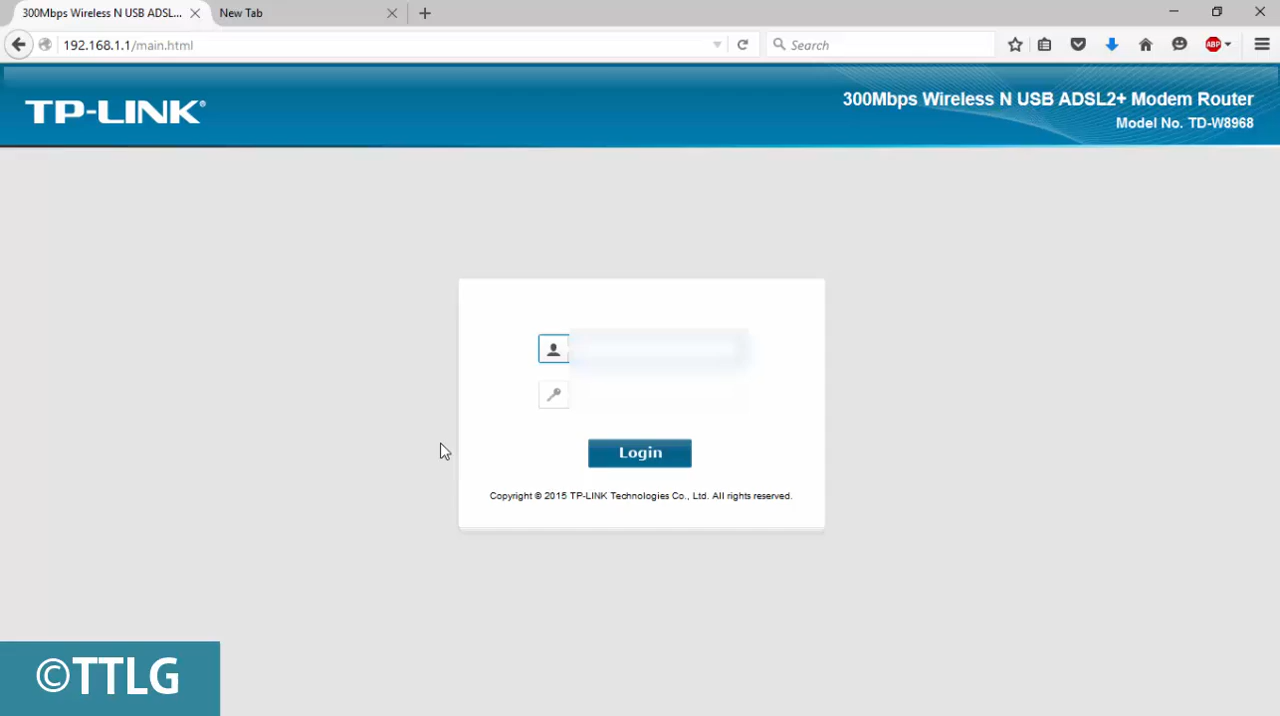 300Mbps Wireless N USB ADSL...
New Tab
192.168.1.1/main.html
Search
ABP
TP-LINK®
300Mbps Wireless N USB ADSL2+ Modem Router
Model No. TD-W8968
Login
Copyright © 2015 TP-LINK Technologies Co., Ltd. All rights reserved.
©TTLG